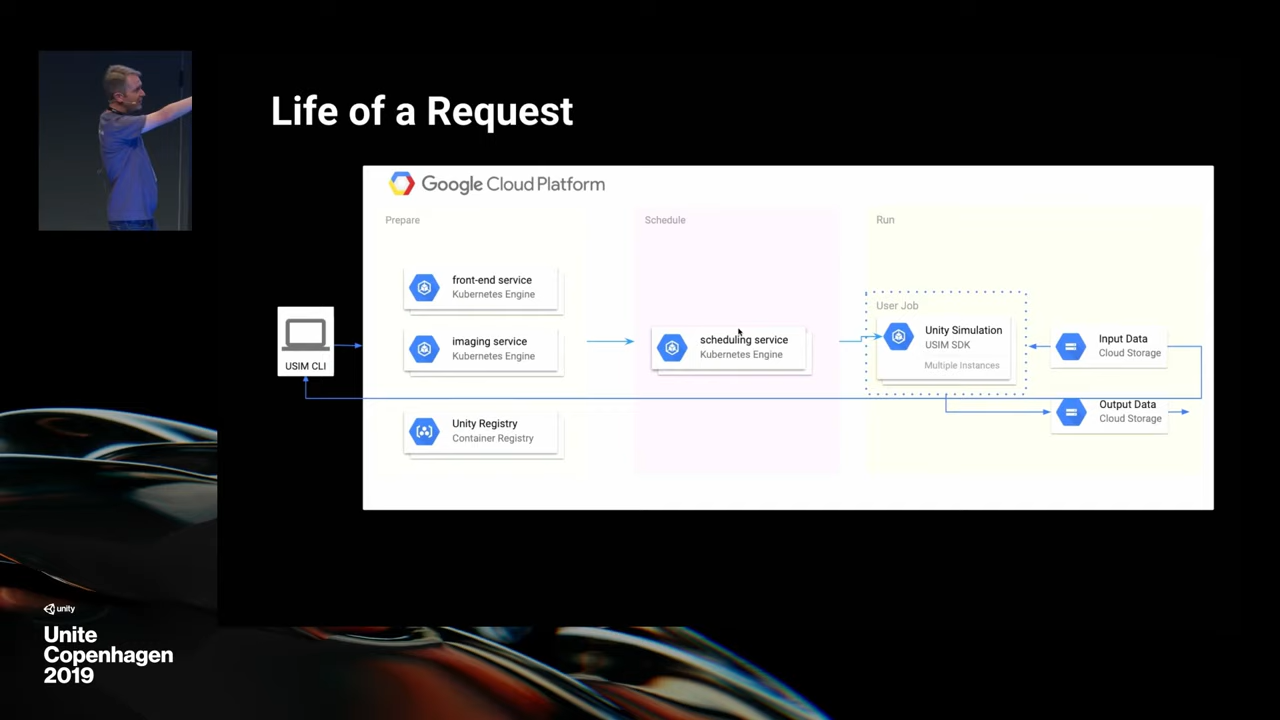 Life of a Request
Google Cloud Platform
Prepare
Schedule
Run
front-end service
Kubernetes Engine
imaging service
Kubernetes Engine
Unity Registry
Container Registry
USIM CLI
scheduling service
Kubernetes Engine
User Job
Unity Simulation
USIM SDK
Multiple Instances
Input Data
Cloud Storage
Output Data
Cloud Storage
unity
Unite
Copenhagen
2019